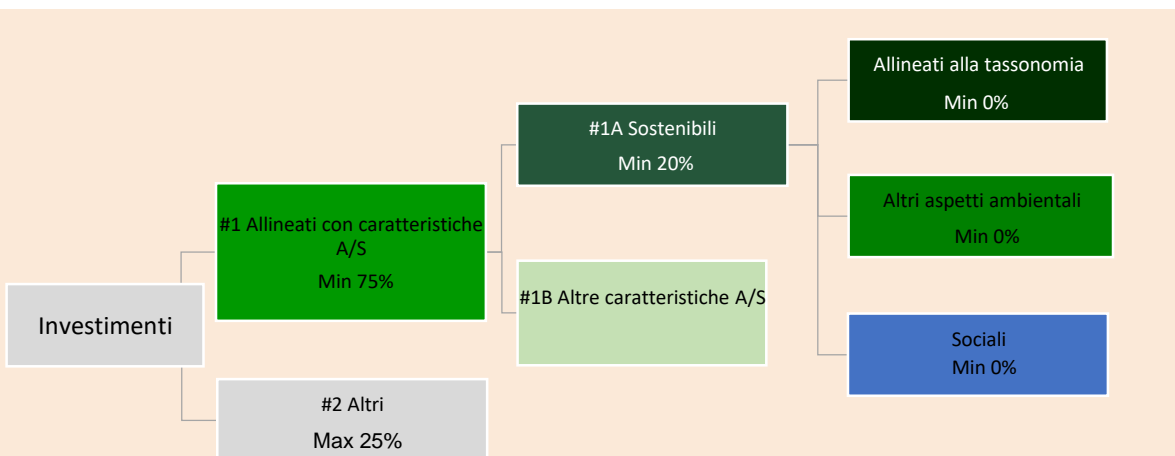 Investimenti
#1 Allineati con caratteristiche
A/S
Min 75%
#2 Altri
Max 25%
#1A Sostenibili
Min 20%
#1B Altre caratteristiche A/S
Allineati alla tassonomia
Min 0%
Altri aspetti ambientali
Min 0%
Sociali
Min 0%